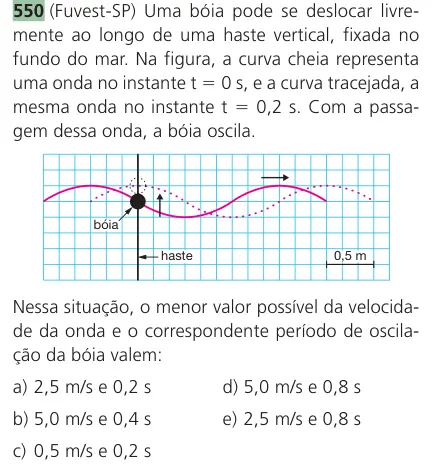 550 (Fuvest-SP) Uma bóia pode se deslocar livre-
mente ao longo de uma haste vertical, fixada no
fundo do mar. Na figura, a curva cheia representa
uma onda no instante t = 0 s, e a curva tracejada, a
mesma onda no instante t = 0,2 s. Com a passa-
gem dessa onda, a bóia oscila.
bóia
haste
0,5 m
Nessa situação, o menor valor possível da velocida-
de da onda e o correspondente período de oscila-
ção da bóia valem:
a) 2,5 m/s e 0,2 s
d) 5,0 m/s e 0,8 s
b) 5,0 m/s e 0,4 s
e) 2,5 m/s e 0,8 s
c) 0,5 m/s e 0,2 s